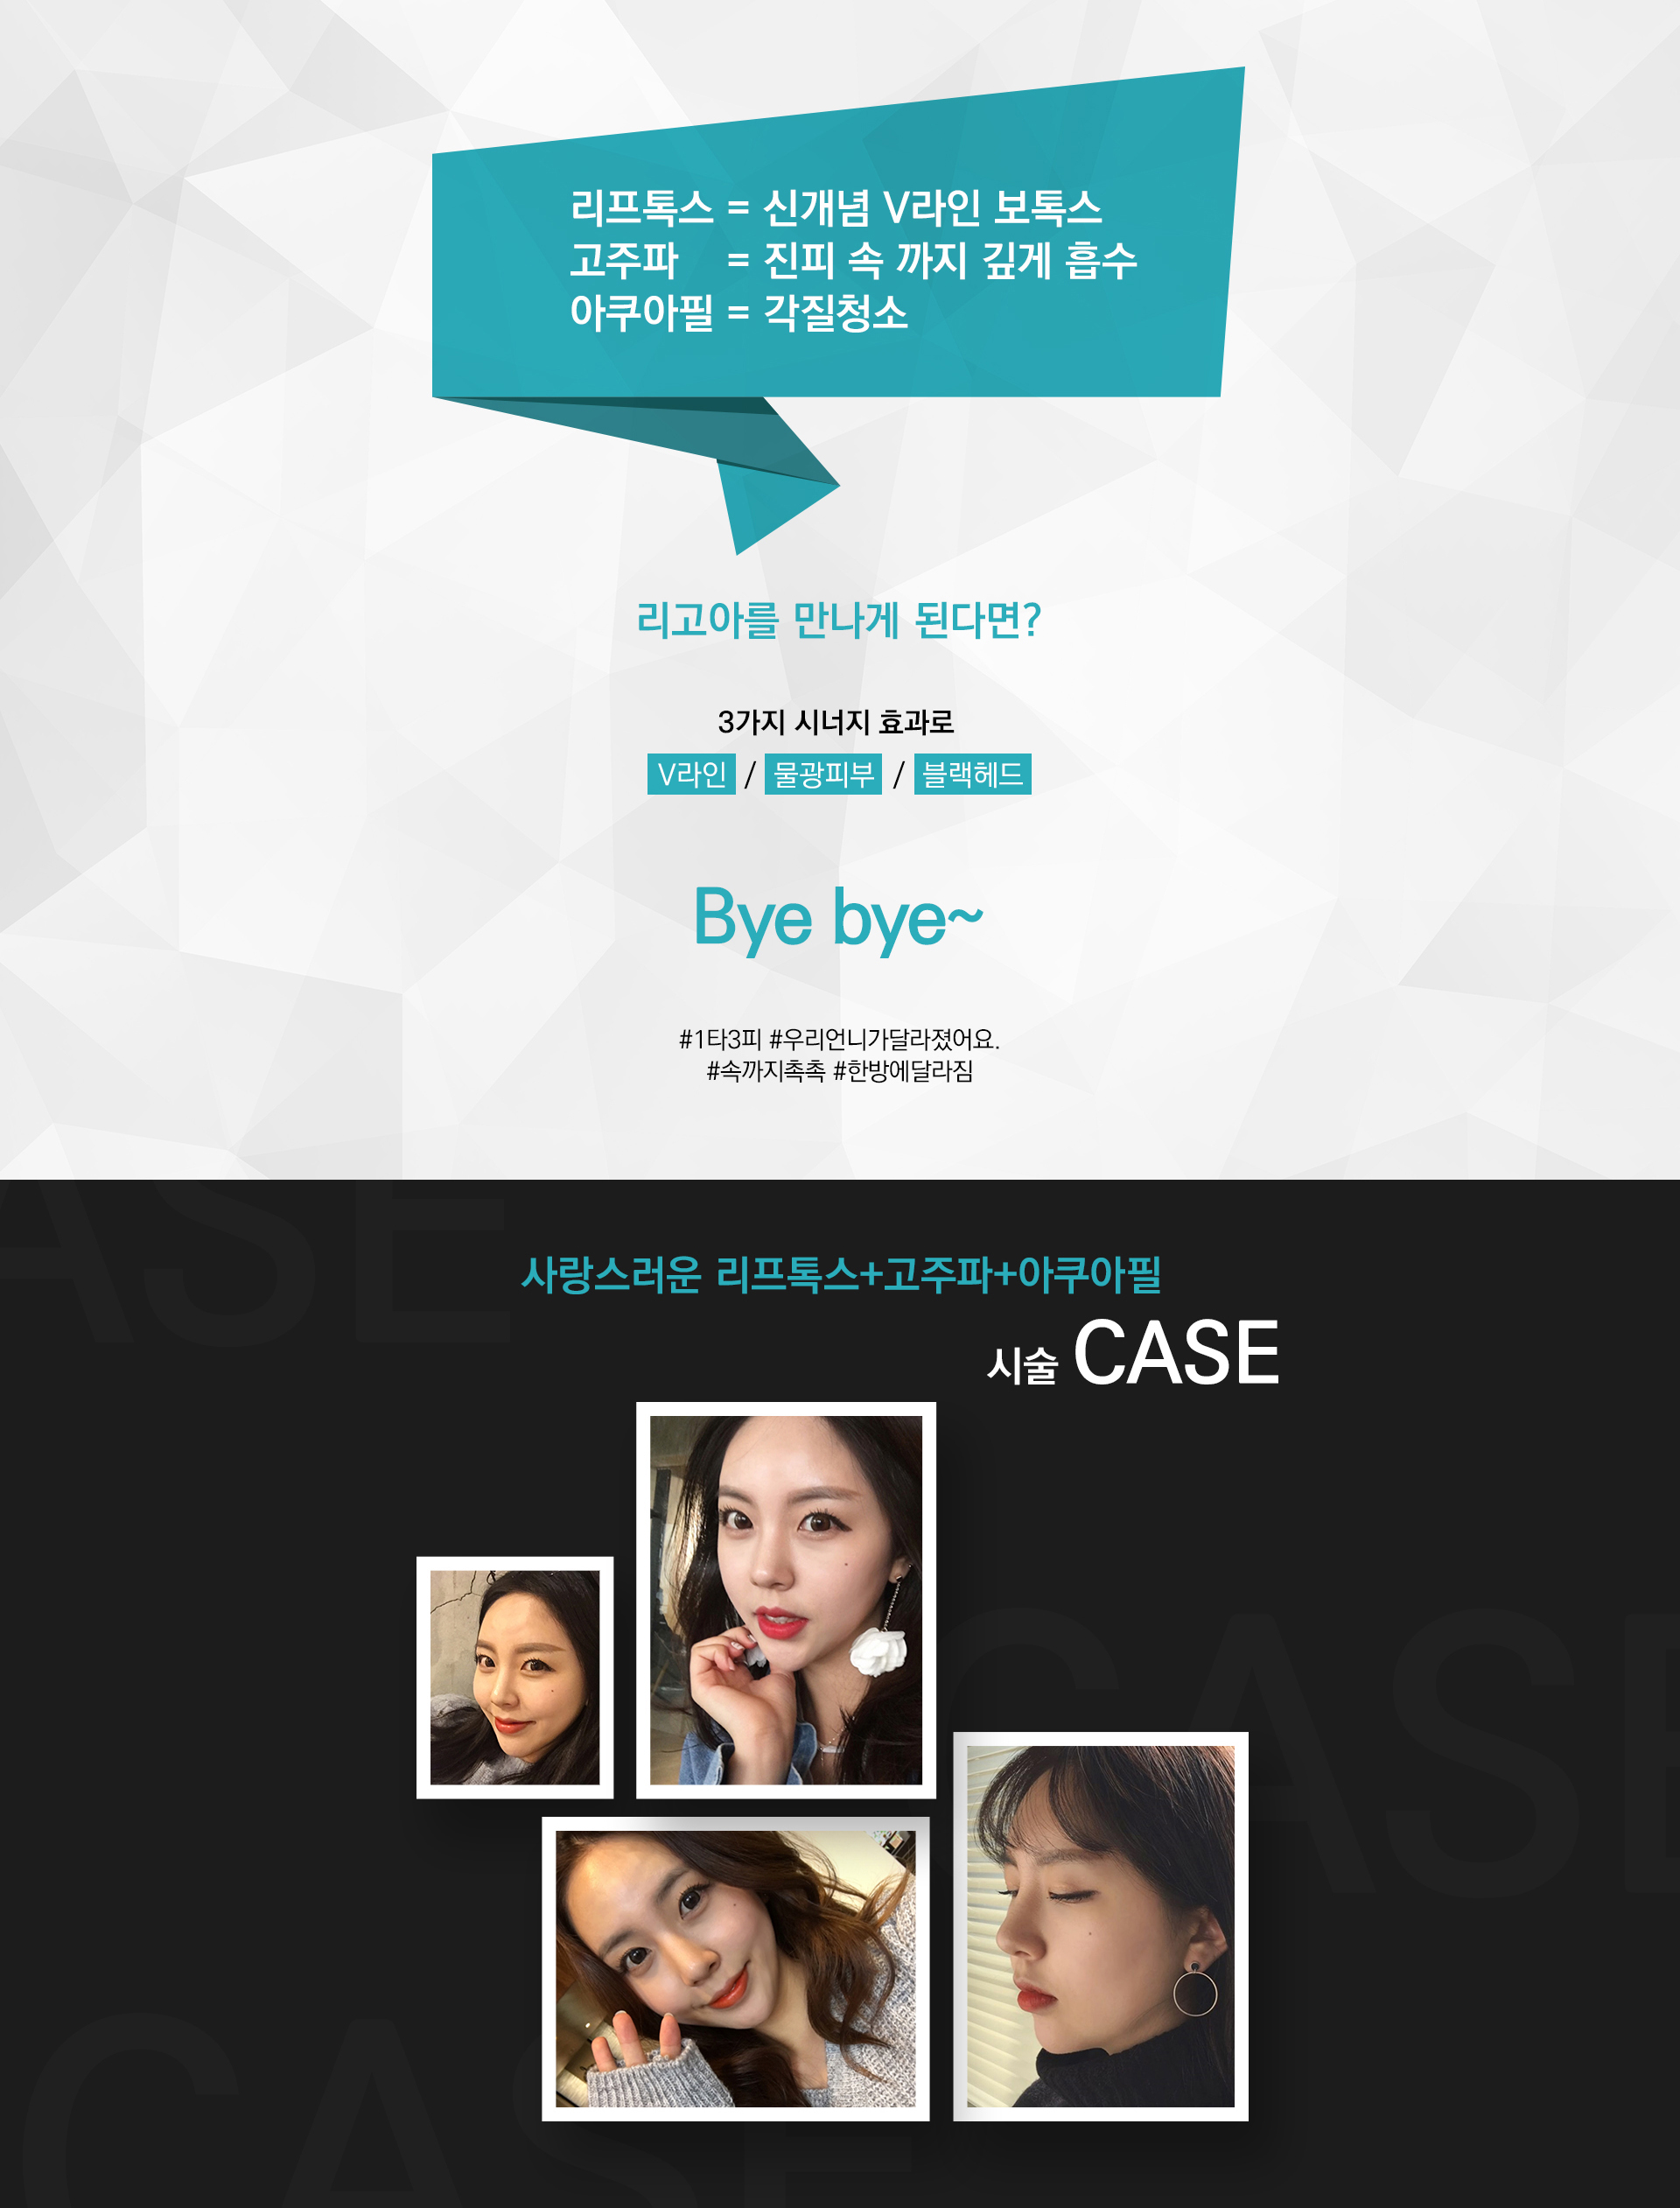 리프톡스 = 신개념 V라인 보톡스
고주파 = 진피 속 까지 깊게 흡수
아쿠아필 = 각질청소
리고아를 만나게 된다면?
3가지 시너지 효과로
V라인 / 물광피부 / 블랙헤드
Bye bye~
#1타3피 #우리언니가달라졌어요.
#속까지촉촉 #한방에달라짐
ASE
사랑스러운 리프톡스+고주파+아쿠아필
시술 CASE
CASE
CASE